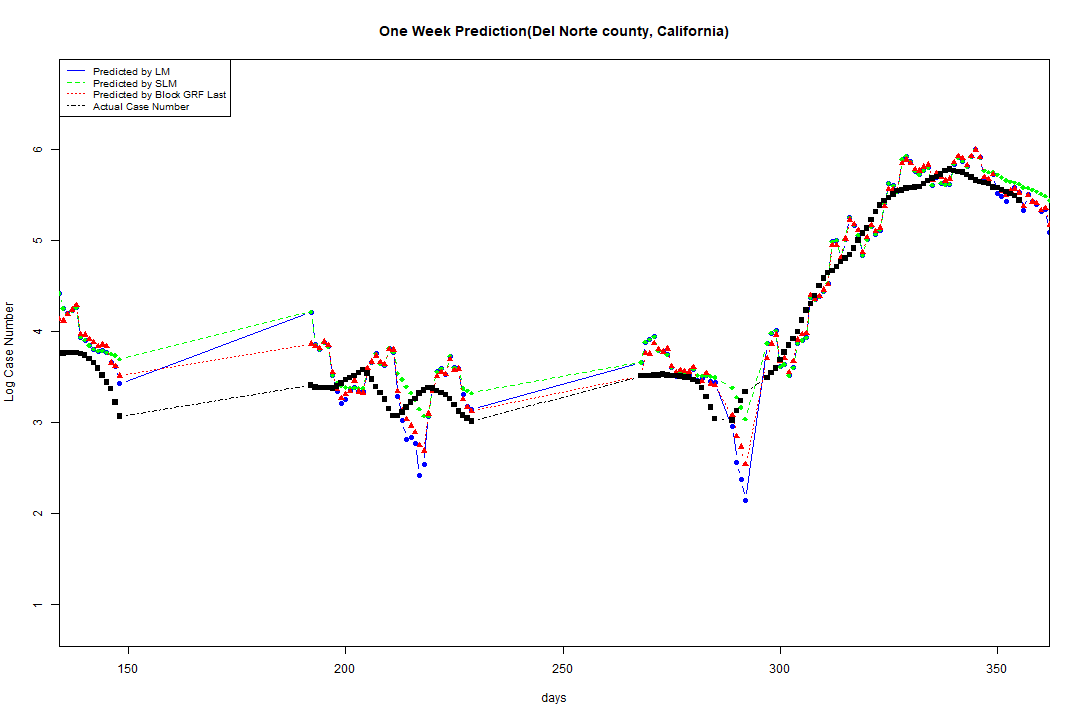 One Week Prediction(Del Norte county, California)
Predicted by LM
Predicted by SLM
Predicted by Block GRF Last
Actual Case Number
Log Case Number
6
5
4
3
2
1
150
200
250
300
350
days